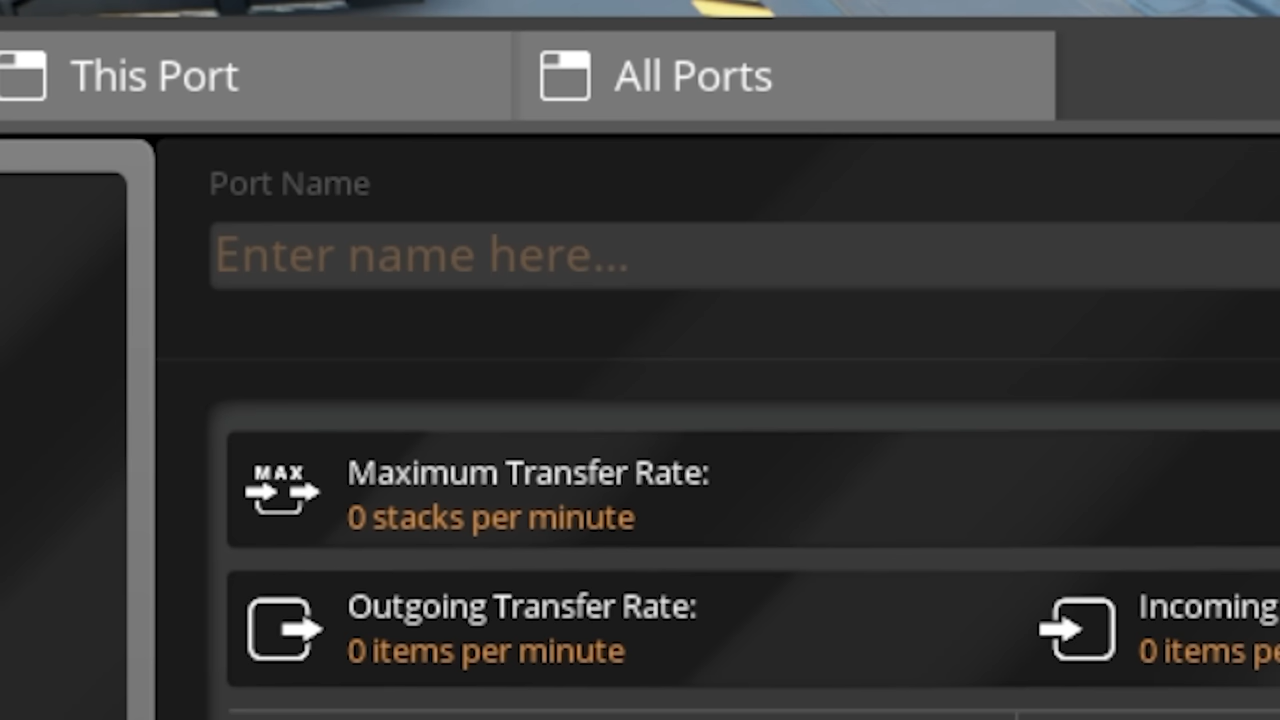 This Port
All Ports
Port Name
Enter name here...
MAX
Maximum Transfer Rate:
0 stacks per minute
Outgoing Transfer Rate:
0 items per minute
Incoming
0 items